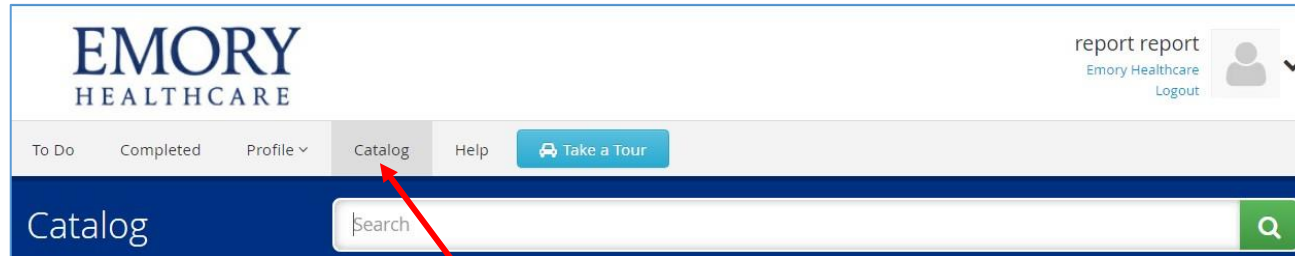 EMORY
HEALTHCARE
report report
Emory Healthcare
Logout
To Do Completed Profile Catalog Help Take a Tour
Catalog Search